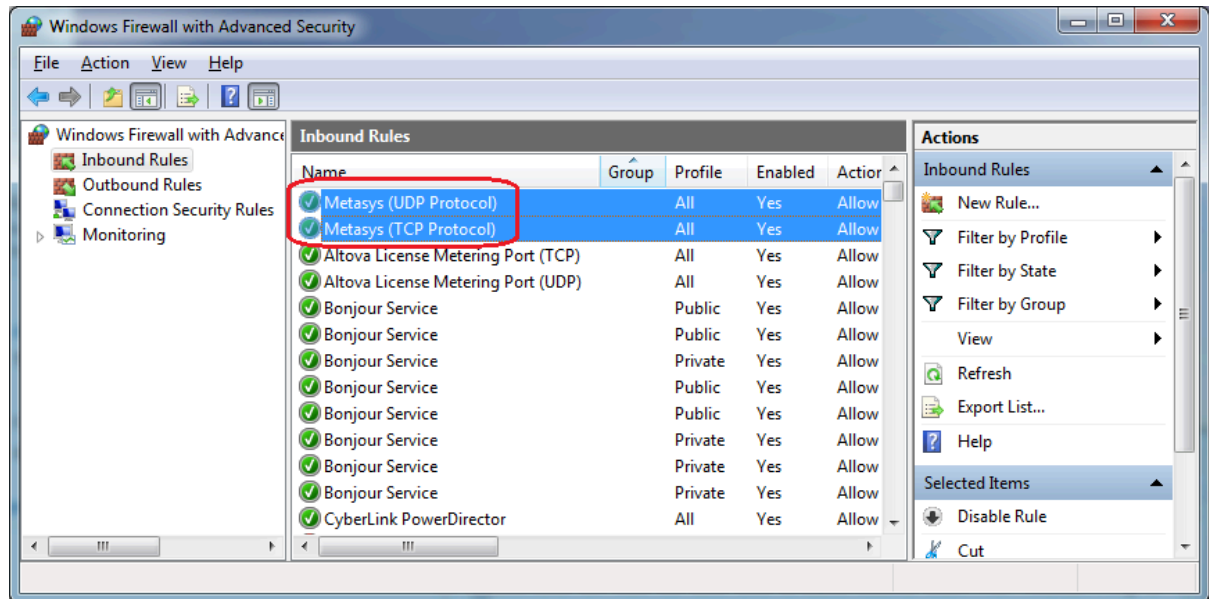 Windows Firewall with Advanced Security
File Action View Help
Windows Firewall with Advance
Inbound Rules
Outbound Rules
Connection Security Rules
Monitoring
Inbound Rules
Name Group Profile Enabled Action
Metasys (UDP Protocol) All Yes Allow
Metasys (TCP Protocol) All Yes Allow
Altova License Metering Port (TCP) All Yes Allow
Altova License Metering Port (UDP) All Yes Allow
Bonjour Service Public Yes Allow
Bonjour Service Public Yes Allow
Bonjour Service Private Yes Allow
Bonjour Service Public Yes Allow
Bonjour Service Public Yes Allow
Bonjour Service Private Yes Allow
Bonjour Service Private Yes Allow
Bonjour Service Private Yes Allow
CyberLink PowerDirector All Yes Allow
Actions
Inbound Rules
New Rule...
Filter by Profile
Filter by State
Filter by Group
View
Refresh
Export List...
Help
Selected Items
Disable Rule
Cut